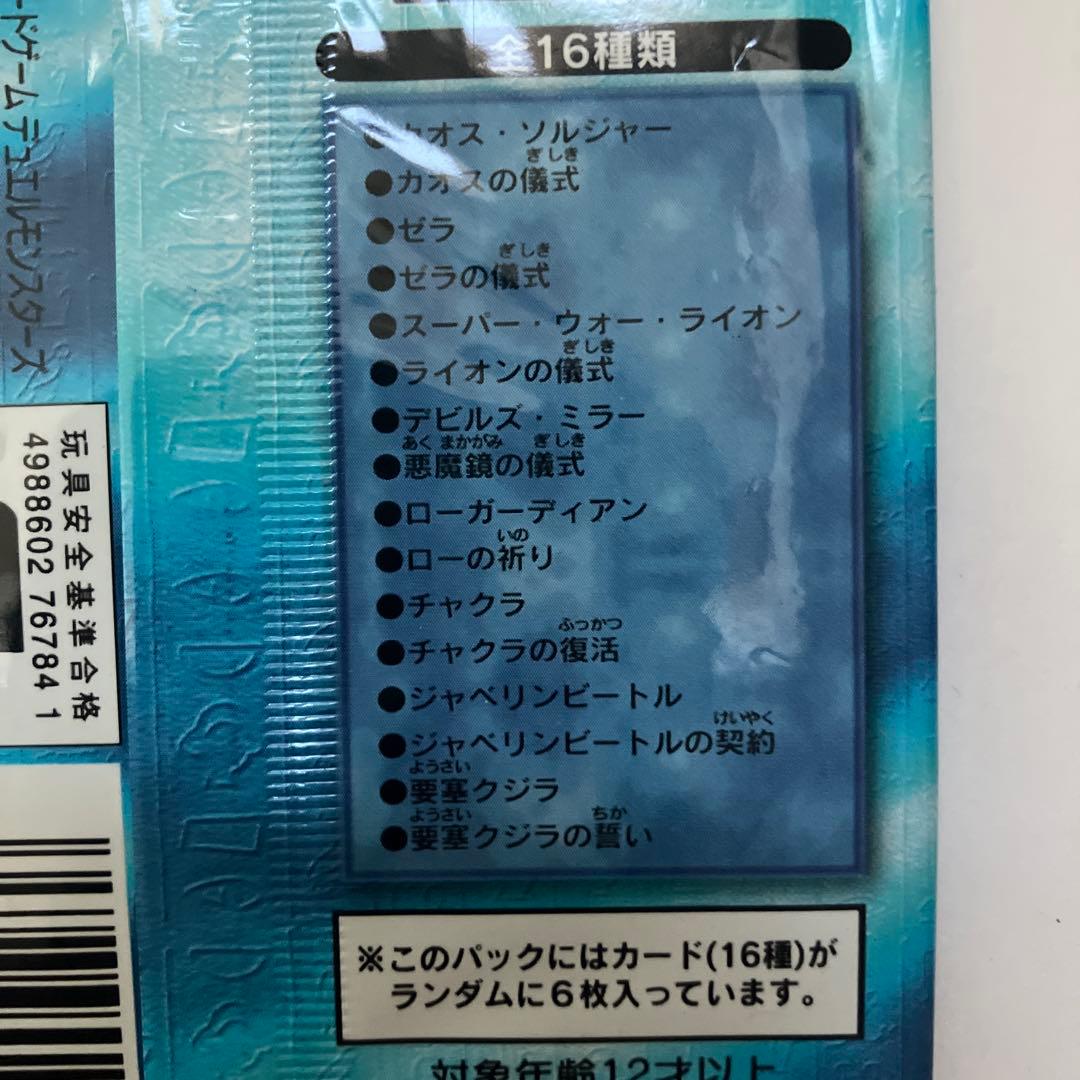 全16種類
●カオス・ソルジャー
ぎしき
●カオスの儀式
●ゼラ
ぎしき
●ゼラの儀式
●スーパー・ウォー・ライオン
ぎしき
●ライオンの儀式
●デビルズ・ミラー
あくまかがみ ぎしき
●悪魔鏡の儀式
●ローガーディアン
いの
●ローの祈り
●チャクラ
ふっかつ
●チャクラの復活
●ジャベリンビートル
けいやく
●ジャベリンビートルの契約
ようさい
●要塞クジラ
ようさい ちか
●要塞クジラの誓い
※このパックにはカード(16種)が
ランダムに6枚入っています。
対象年齢12才以上
ードゲーム デュエルモンスターズ
玩具安全基準合格
4988602 76784 1